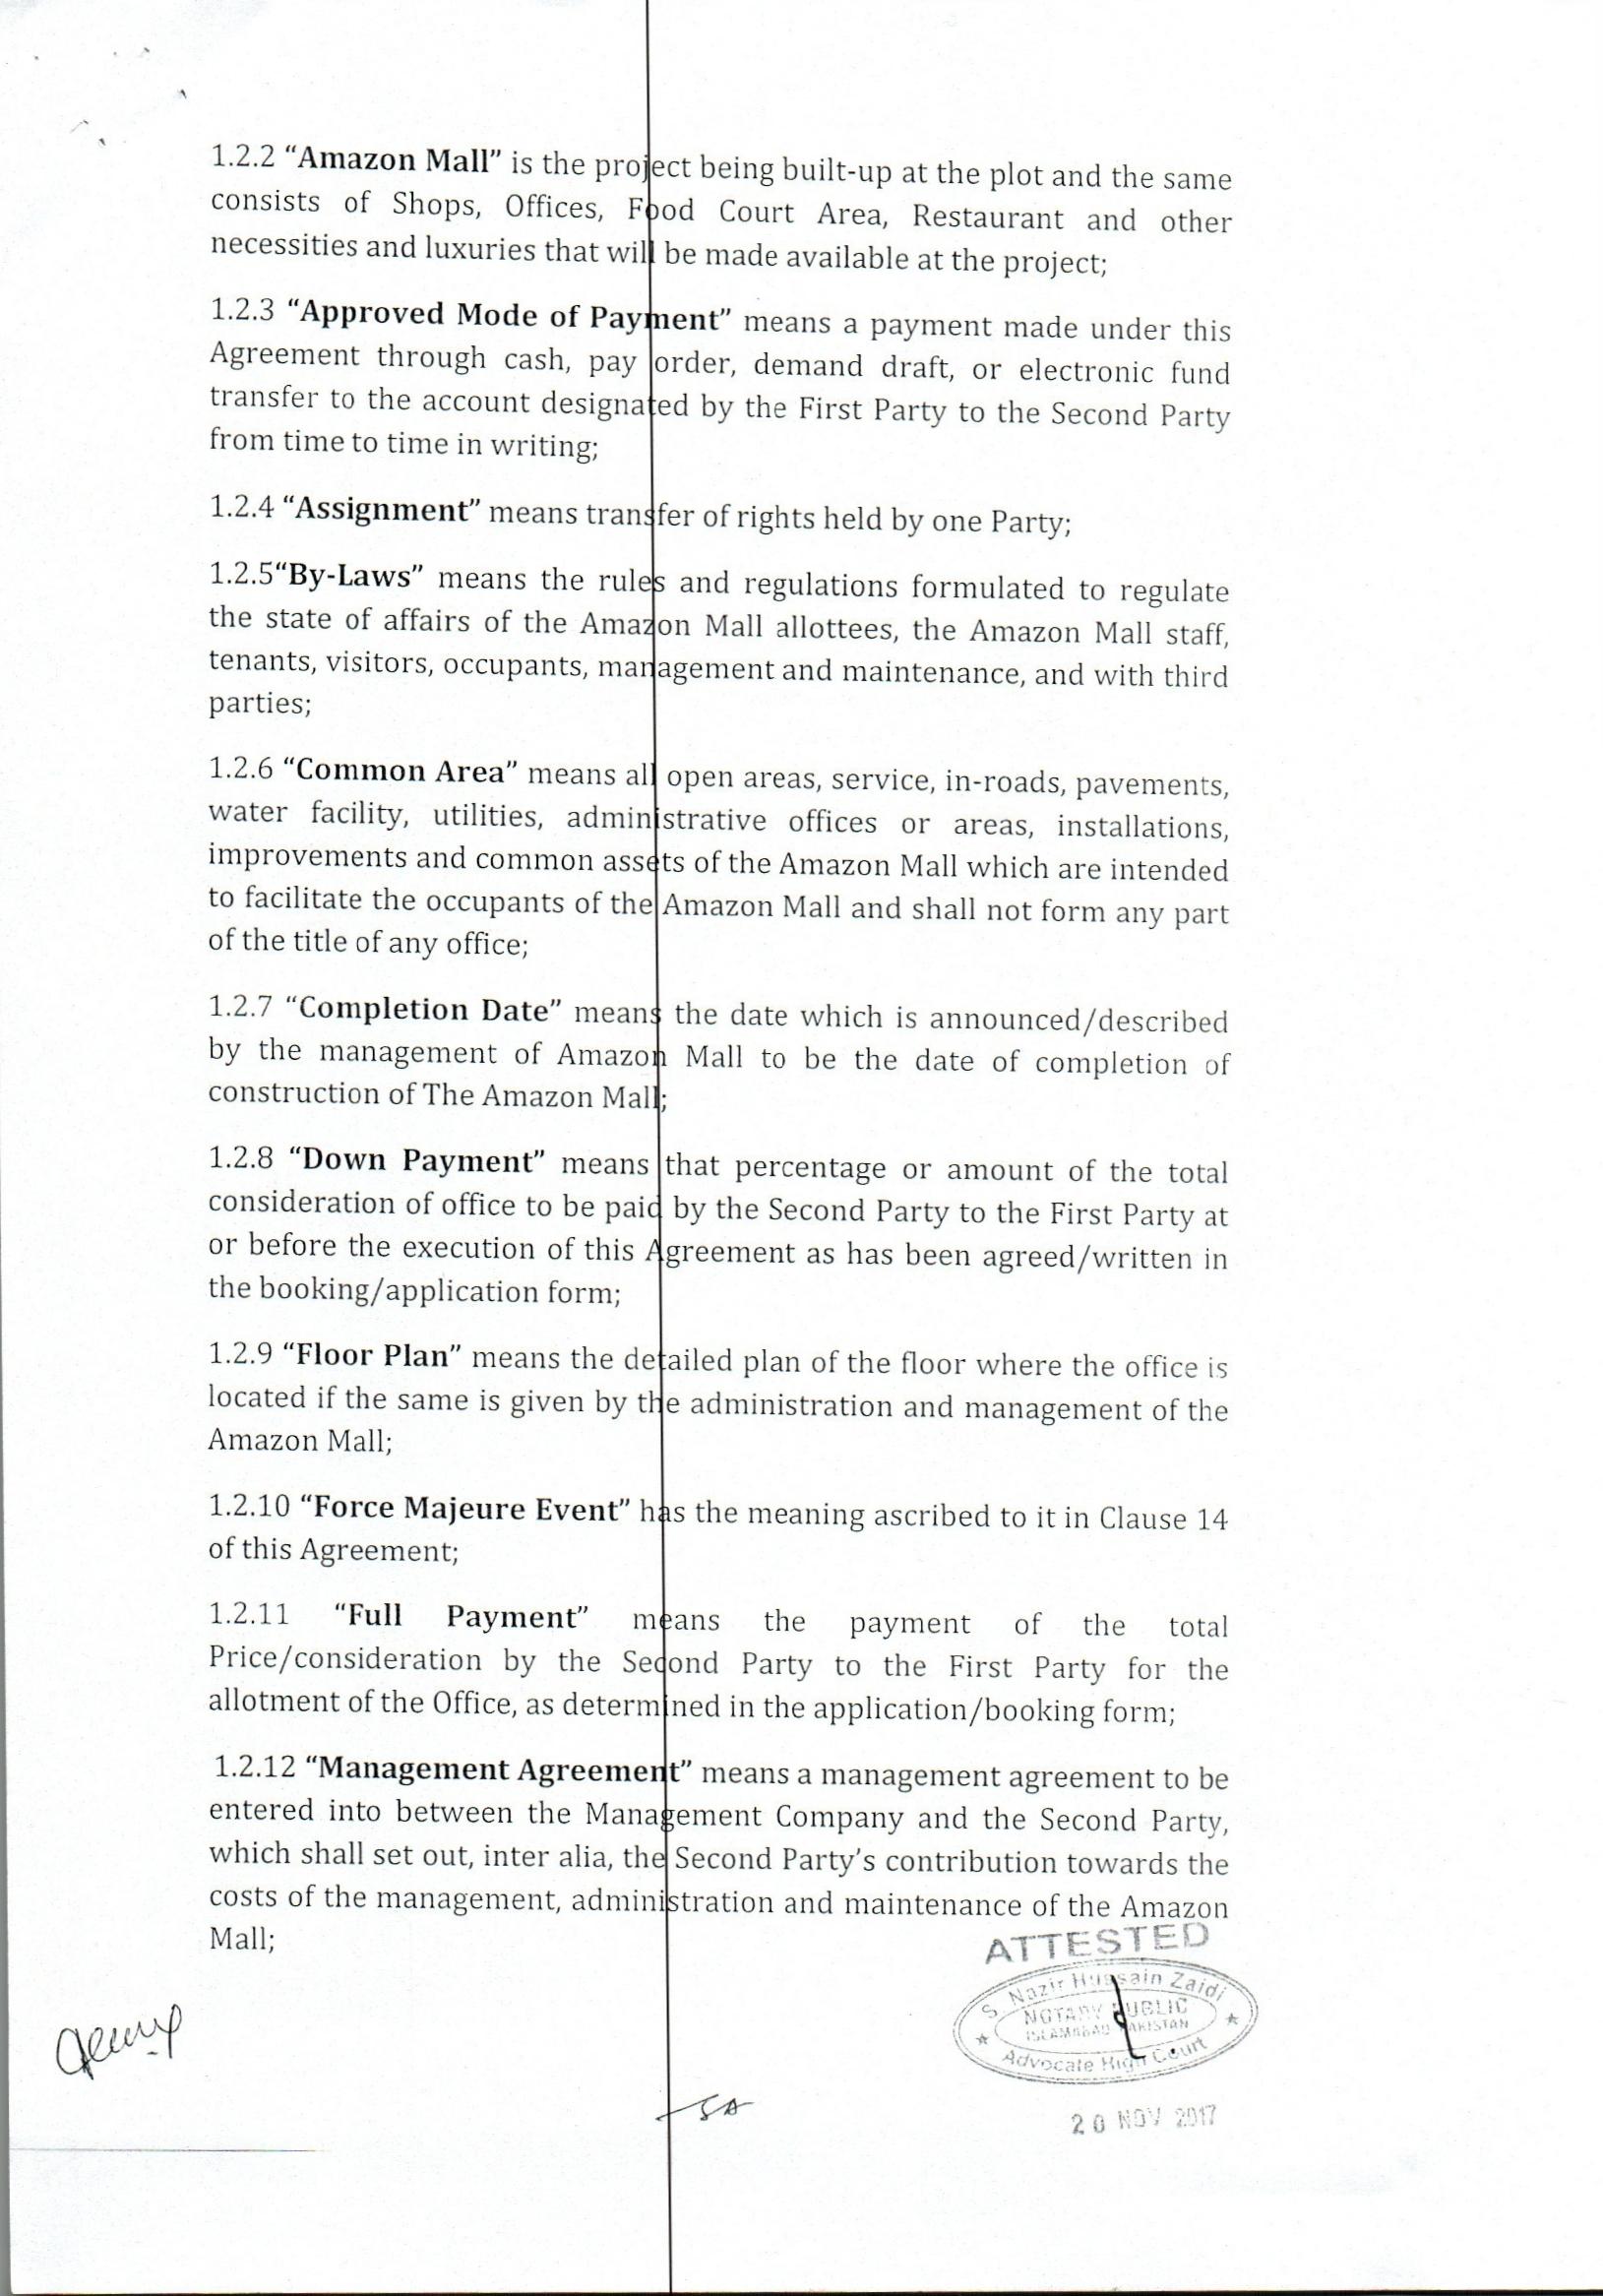 1.2.2 “Amazon Mall” is the project being built-up at the plot and the same
consists of Shops, Offices, Food Court Area, Restaurant and other
necessities and luxuries that will be made available at the project;
1.2.3 “Approved Mode of Payment” means a payment made under this
Agreement through cash, pay order, demand draft, or electronic fund
transfer to the account designated by the First Party to the Second Party
from time to time in writing;
1.2.4 “Assignment” means transfer of rights held by one Party;
1.2.5“By-Laws” means the rules and regulations formulated to regulate
the state of affairs of the Amazon Mall allottees, the Amazon Mall staff,
tenants, visitors, occupants, management and maintenance, and with third
parties;
1.2.6 “Common Area” means all open areas, service, in-roads, pavements,
water facility, utilities, administrative offices or areas, installations,
improvements and common assets of the Amazon Mall which are intended
to facilitate the occupants of the Amazon Mall and shall not form any part
of the title of any office;
1.2.7 “Completion Date” means the date which is announced/described
by the management of Amazon Mall to be the date of completion of
construction of The Amazon Mall;
1.2.8 “Down Payment” means that percentage or amount of the total
consideration of office to be paid by the Second Party to the First Party at
or before the execution of this Agreement as has been agreed/written in
the booking/application form;
1.2.9 “Floor Plan” means the detailed plan of the floor where the office is
located if the same is given by the administration and management of the
Amazon Mall;
1.2.10 “Force Majeure Event” has the meaning ascribed to it in Clause 14
of this Agreement;
1.2.11 “Full Payment” means the payment of the total
Price/consideration by the Second Party to the First Party for the
allotment of the Office, as determined in the application/booking form;
1.2.12 “Management Agreement” means a management agreement to be
entered into between the Management Company and the Second Party,
which shall set out, inter alia, the Second Party’s contribution towards the
costs of the management, administration and maintenance of the Amazon
Mall;
ATTESTED
S. Nazir Hussain Zaidi
NOTARY PUBLIC
ISLAMABAD PAKISTAN
Advocate High Court
20 NOV 2017